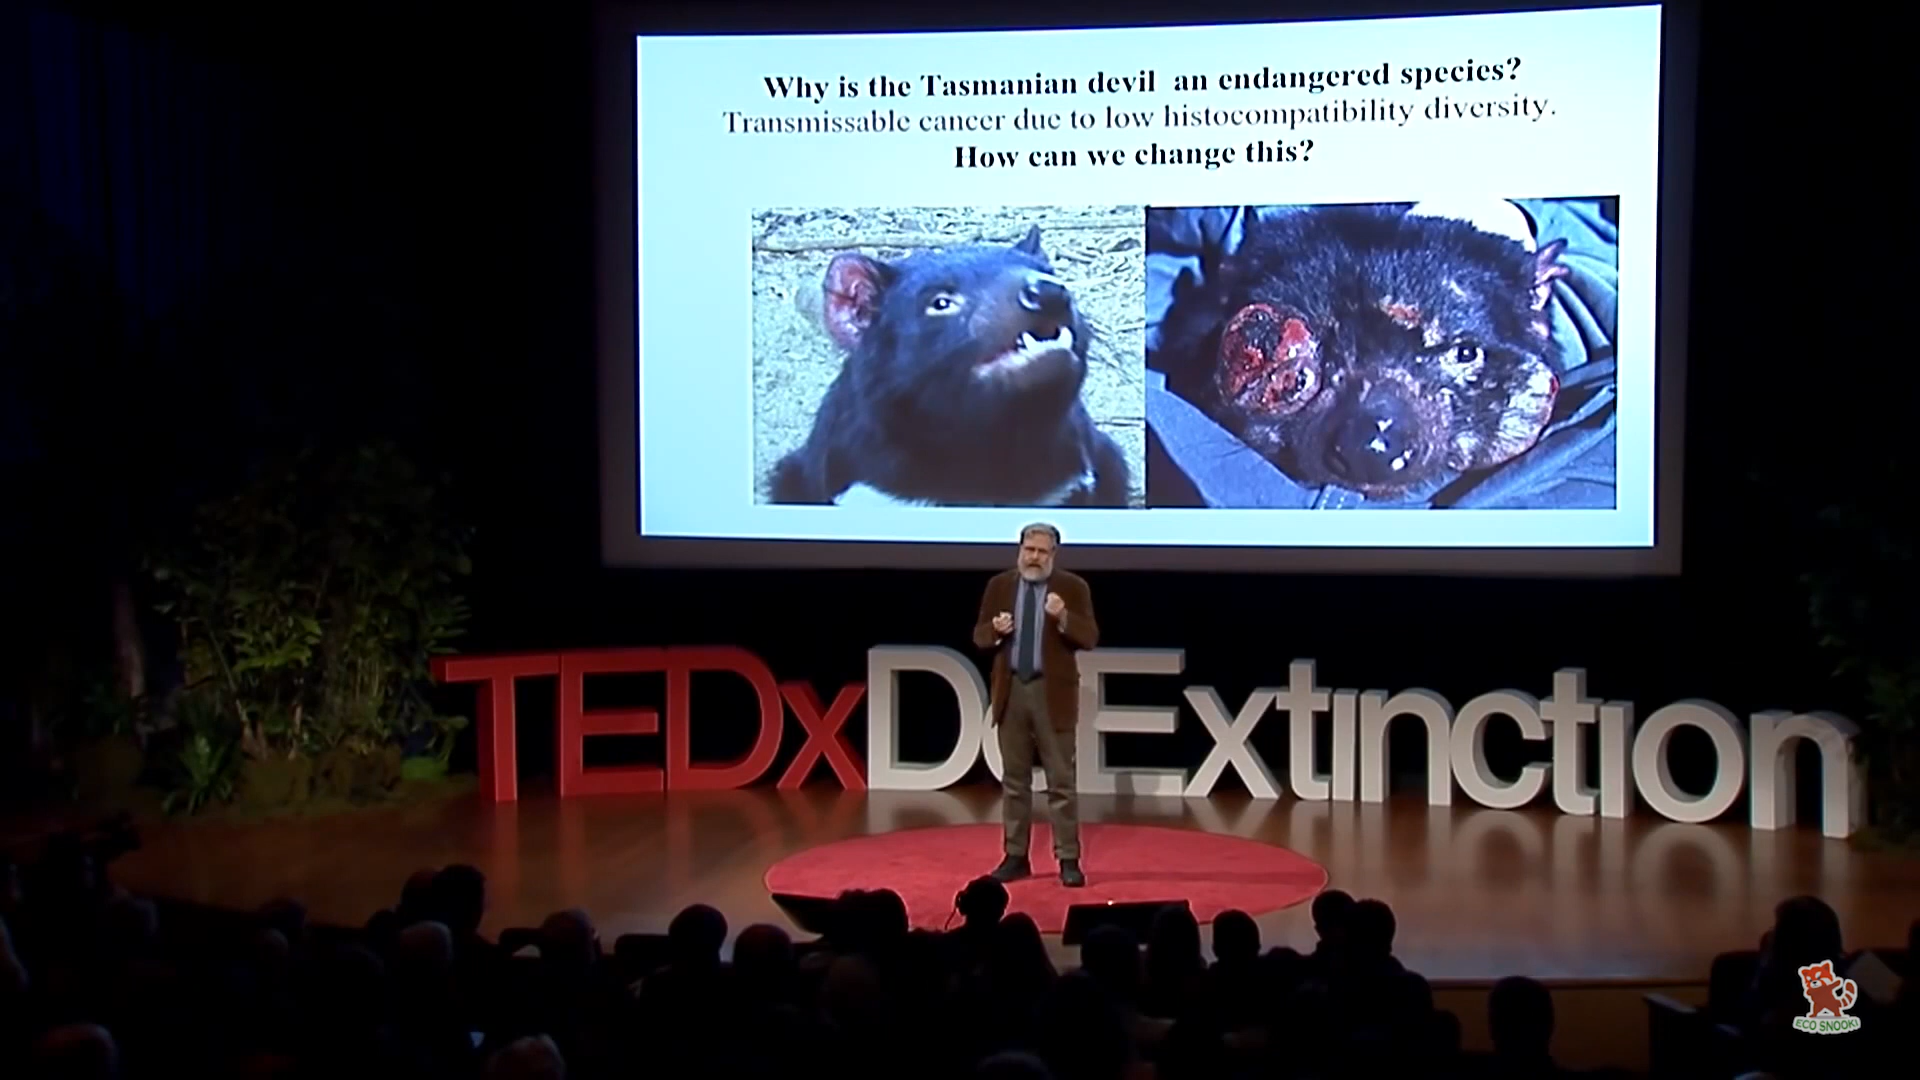 Why is the Tasmanian devil an endangered species?
Transmissable cancer due to low histocompatibility diversity.
How can we change this?
TEDxDeExtinction
ECO SNOOKI